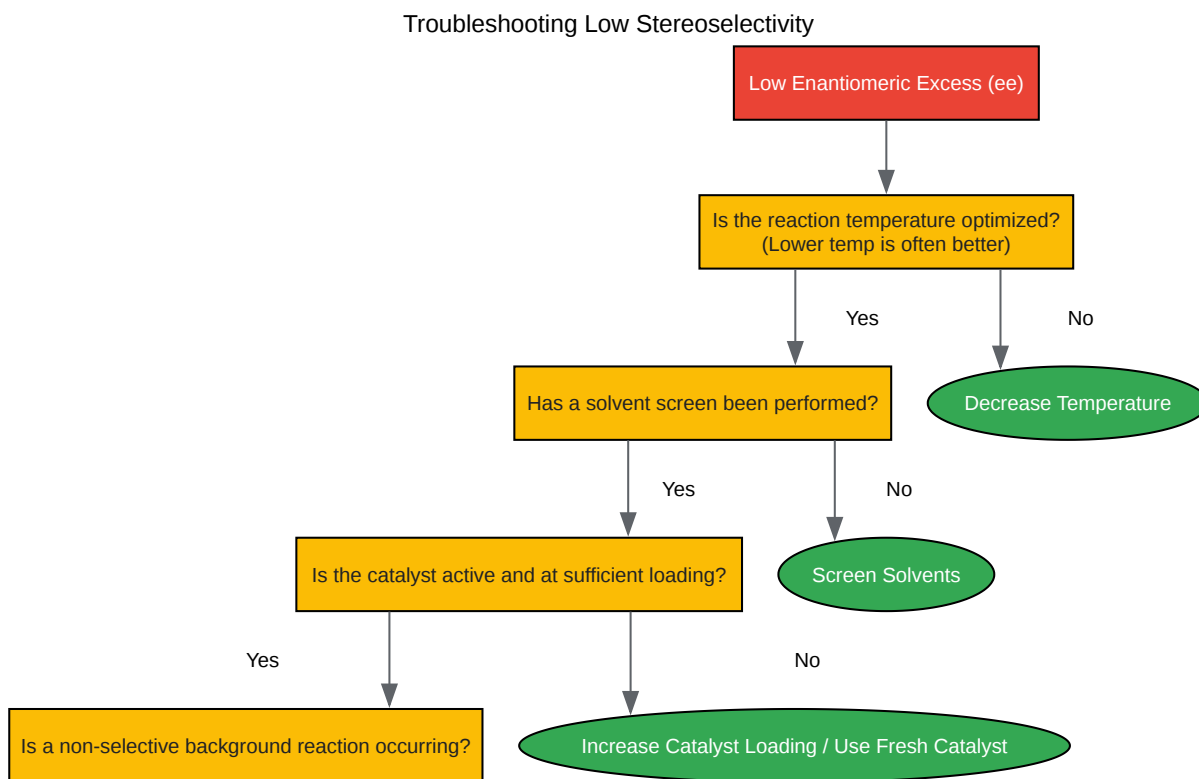 Troubleshooting Low Stereoselectivity
Low Enantiomeric Excess (ee)
Is the reaction temperature optimized?
(Lower temp is often better)
Yes
No
Has a solvent screen been performed?
Decrease Temperature
Yes
No
Is the catalyst active and at sufficient loading?
Screen Solvents
Yes
No
Is a non-selective background reaction occurring?
Increase Catalyst Loading / Use Fresh Catalyst